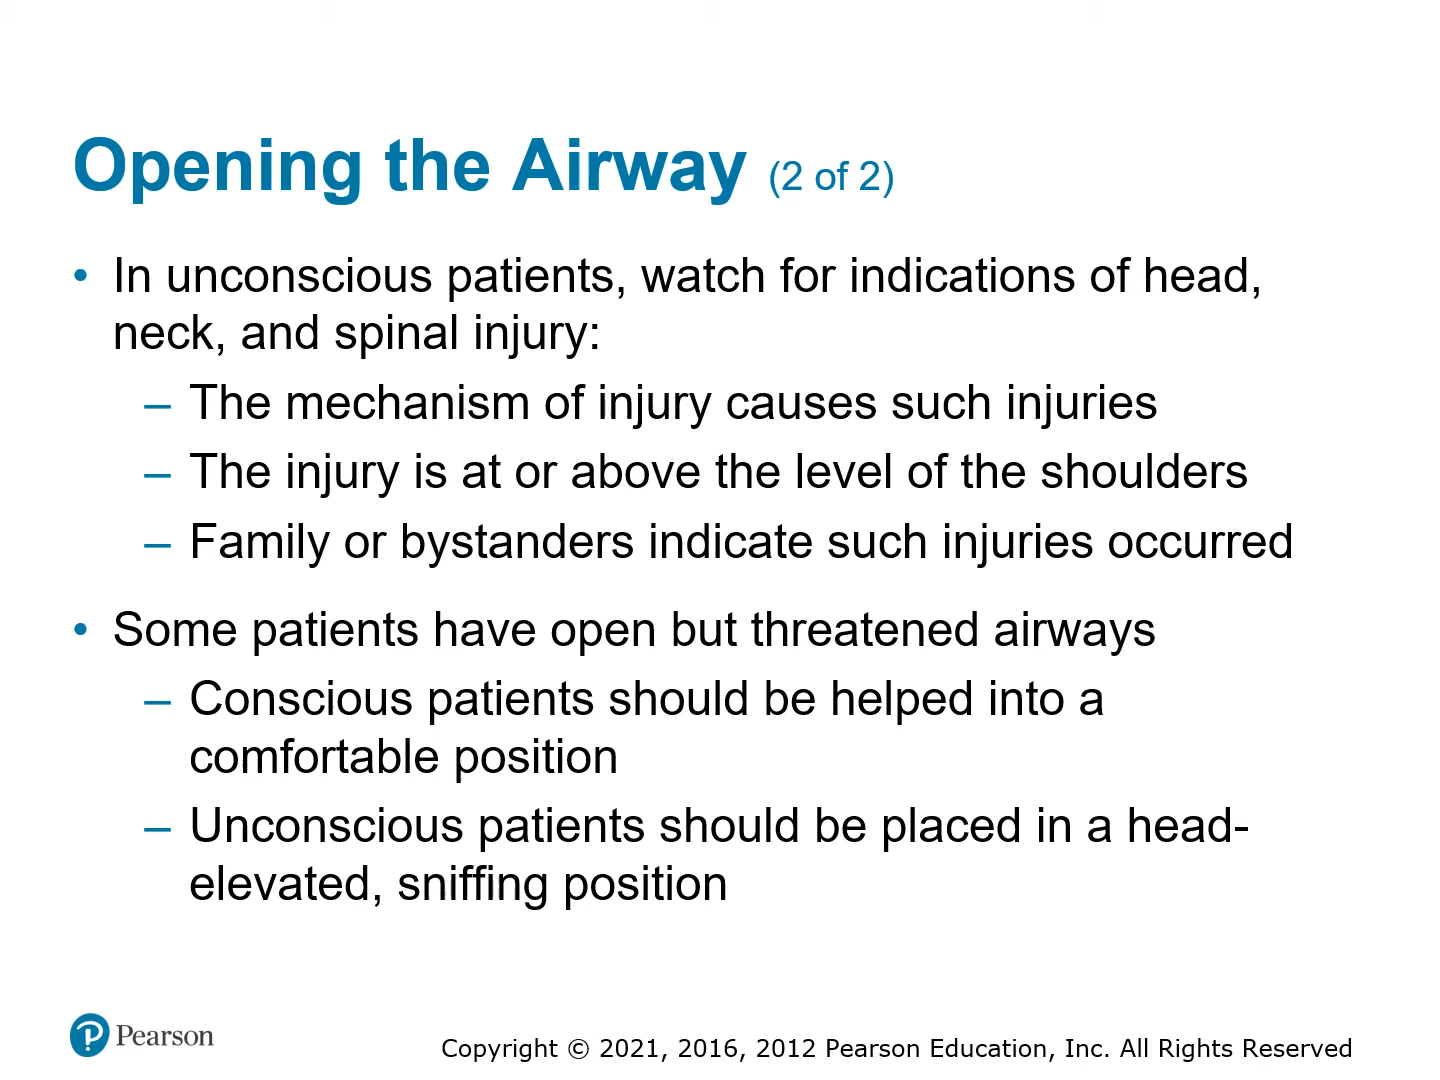 Opening the Airway (2 of 2)
• In unconscious patients, watch for indications of head,
neck, and spinal injury:
– The mechanism of injury causes such injuries
– The injury is at or above the level of the shoulders
– Family or bystanders indicate such injuries occurred
• Some patients have open but threatened airways
– Conscious patients should be helped into a
comfortable position
– Unconscious patients should be placed in a head-
elevated, sniffing position
Pearson
Copyright © 2021, 2016, 2012 Pearson Education, Inc. All Rights Reserved